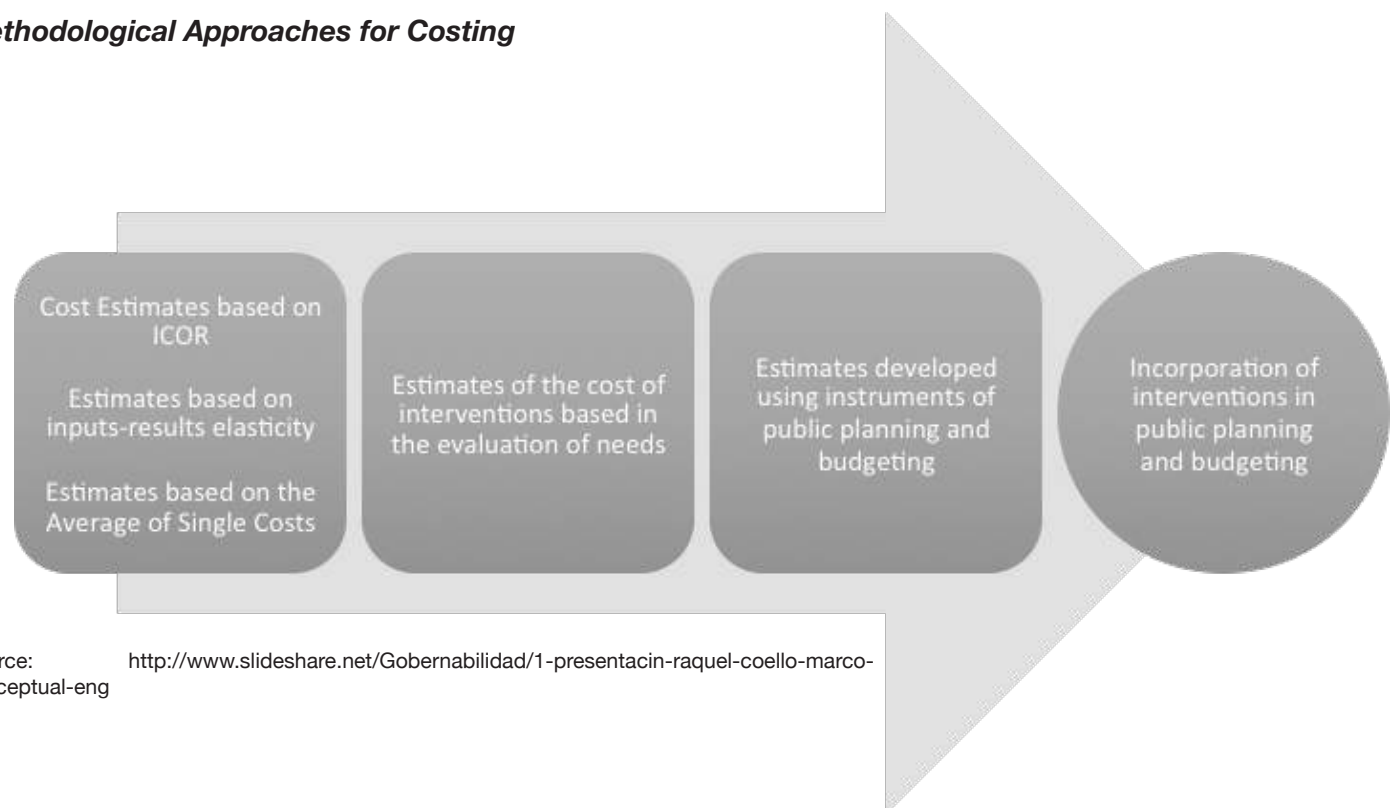 ethodological Approaches for Costing
Cost Estimates based on
ICOR
Estimates based on
inputs-results elasticity
Estimates based on the
Average of Single Costs
Estimates of the cost of
interventions based in
the evaluation of needs
Estimates developed
using instruments of
public planning and
budgeting
Incorporation of
interventions in
public planning
and budgeting
rce: http://www.slideshare.net/Gobernabilidad/1-presentacin-raquel-coello-marco-
ceptual-eng